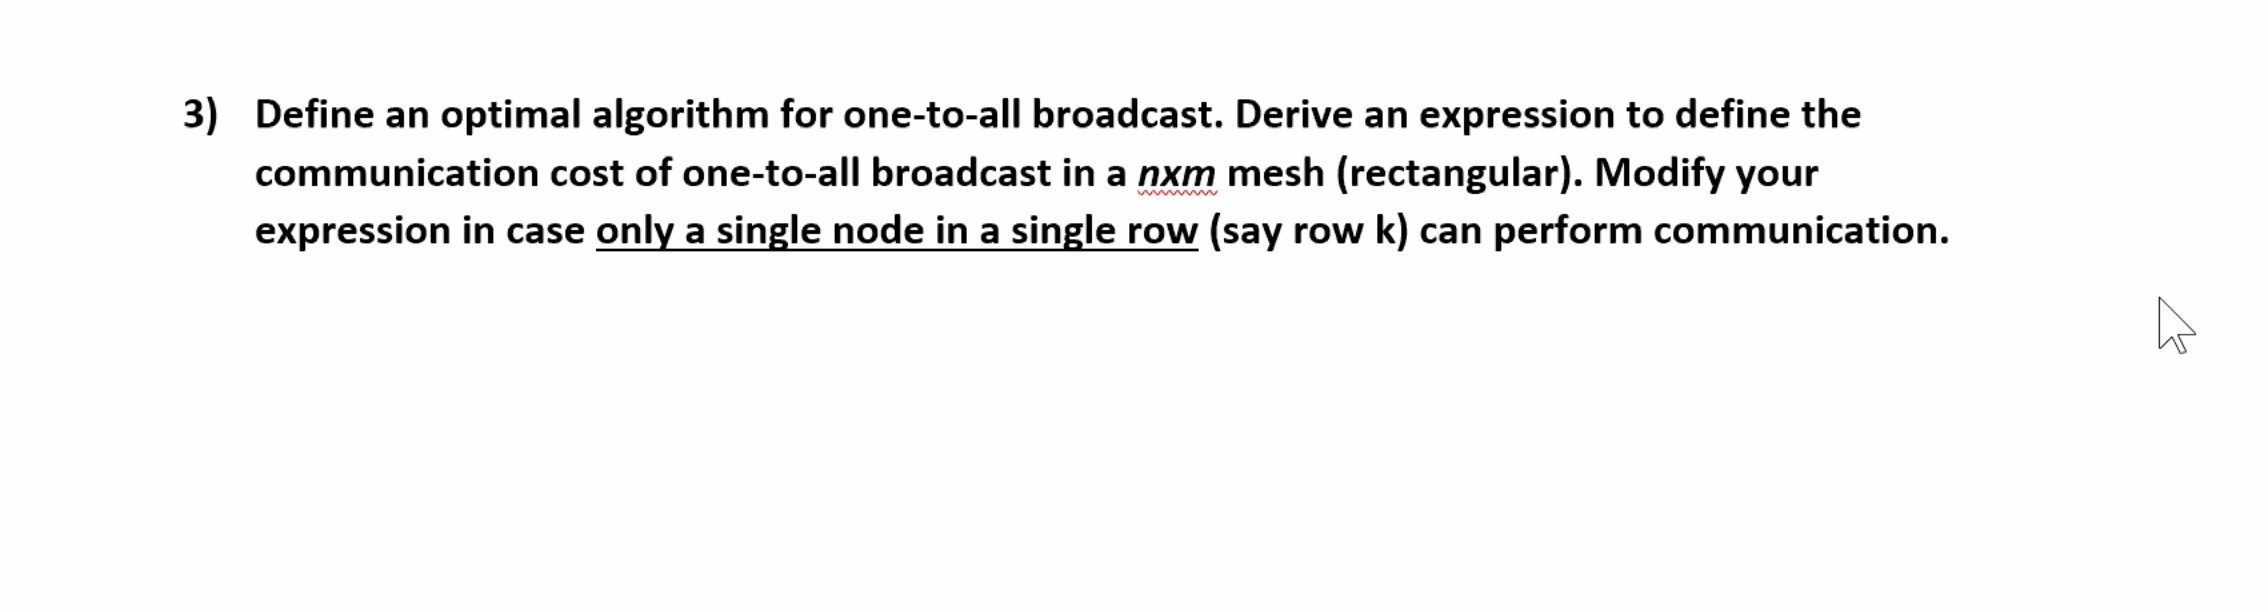 3) Define an optimal algorithm for one-to-all broadcast. Derive an expression to define the
communication cost of one-to-all broadcast in a nxm mesh (rectangular). Modify your
expression in case only a single node in a single row (say row k) can perform communication.